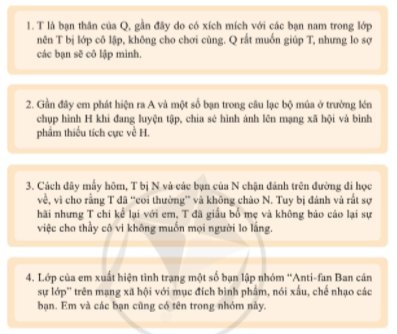 1. T là bạn thân của Q, gần đây do có xích mích với các bạn nam trong lớp
nên T bị lớp cô lập, không cho chơi cùng. Q rất muốn giúp T, nhưng lo sợ
các bạn sẽ cô lập mình.
2. Gần đây em phát hiện ra A và một số bạn trong câu lạc bộ múa ở trường lén
chụp hình H khi đang luyện tập, chia sẻ hình ảnh lên mạng xã hội và bình
phẩm thiếu tích cực về H.
3. Cách đây mấy hôm, T bị N và các bạn của N chặn đánh trên đường đi học
về, vì cho rằng T đã “coi thường” và không chào N. Tuy bị đánh và rất sợ
hãi nhưng T chỉ kể lại với em, T đã giấu bố mẹ và không báo cáo lại sự
việc cho thầy cô vì không muốn mọi người lo lắng.
4. Lớp của em xuất hiện tình trạng một số bạn lập nhóm “Anti-fan Ban cán
sự lớp” trên mạng xã hội với mục đích bình phẩm, nói xấu, chế nhạo các
bạn. Em và các bạn cũng có tên trong nhóm này.